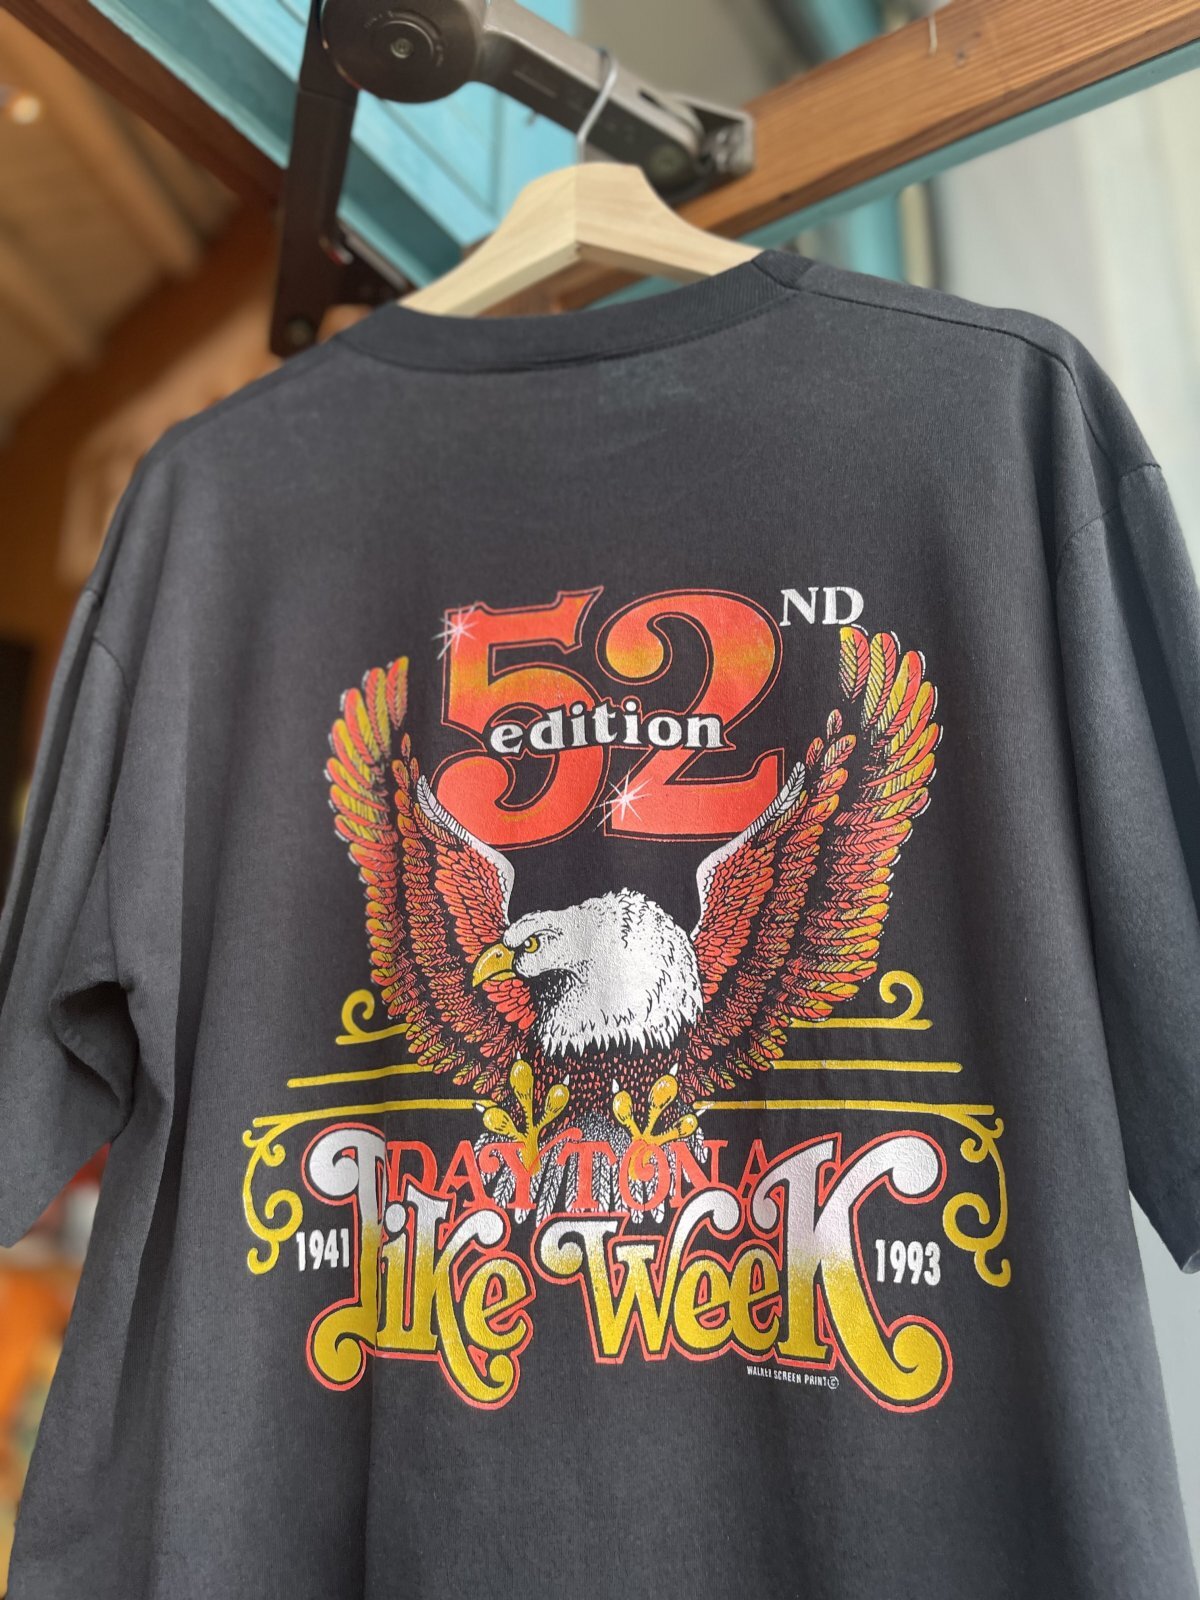 52ND
edition
DAYTONA
1941 Bike Week 1993
WALKER SCREEN PRINT ©